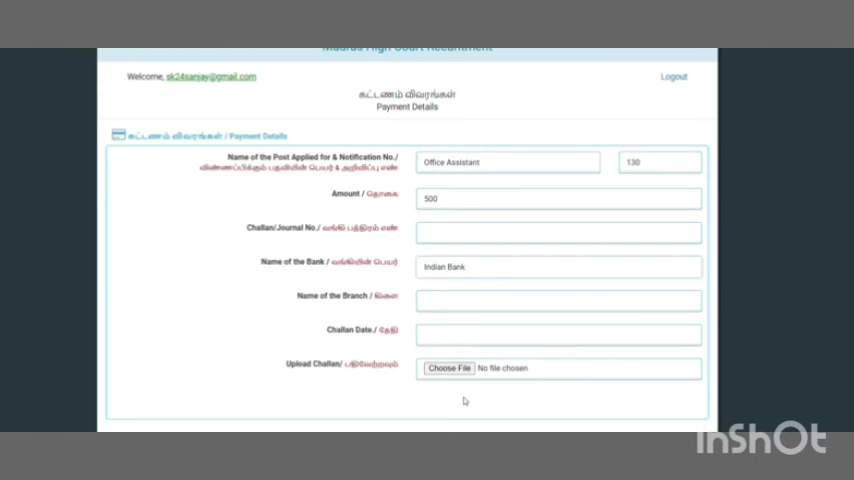 Madras High Court Recruitment
Welcome, sk24sanjay@gmail.com Logout
கட்டணம் விவரங்கள்
Payment Details
கட்டணம் விவரங்கள் / Payment Details
Name of the Post Applied for & Notification No./
விண்ணப்பிக்கும் பதவியின் பெயர் & அறிவிப்பு எண்
Office Assistant 130
Amount / தொகை 500
Challan/Journal No./ வங்கி பத்திரம் எண்
Name of the Bank / வங்கியின் பெயர் Indian Bank
Name of the Branch / கிளை
Challan Date./ தேதி
Upload Challan/ பதிவேற்றவும் Choose File No file chosen
InShOt